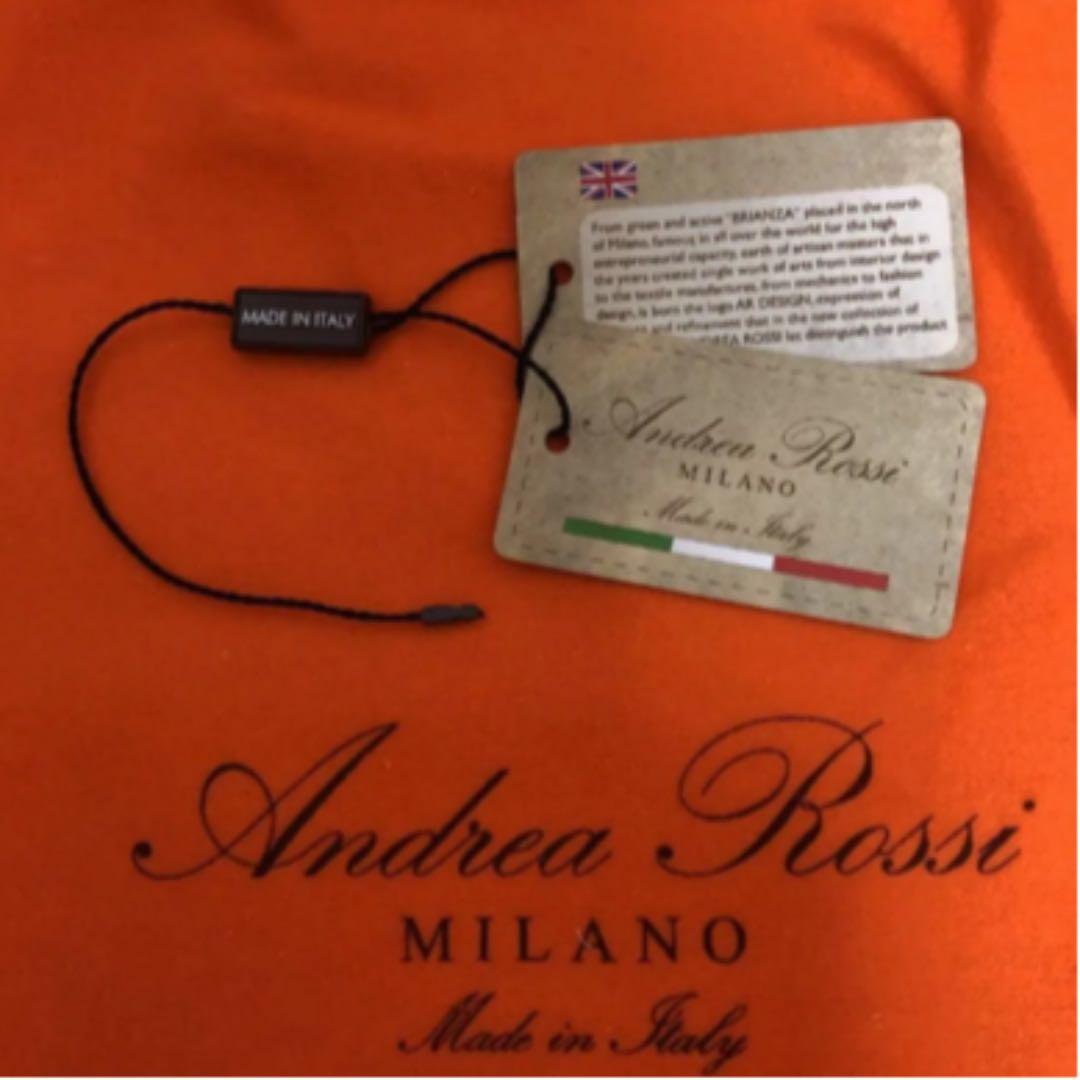 From green and active "BRIANZA" placed in the north
of Milano, famous in all over the world for the high
entrepreneurial capacity, earth of artisan masters that in
the years created single work of arts from interior design
to the textile manufactures, from mechanics to fashion
design, is born the logo AR DESIGN, expression of
and refinement that in the new collection of
ROSSI let distinguish the product
MADE IN ITALY
Andrea Rossi
MILANO
Made in Italy
Andrea Rossi
MILANO
Made in Italy